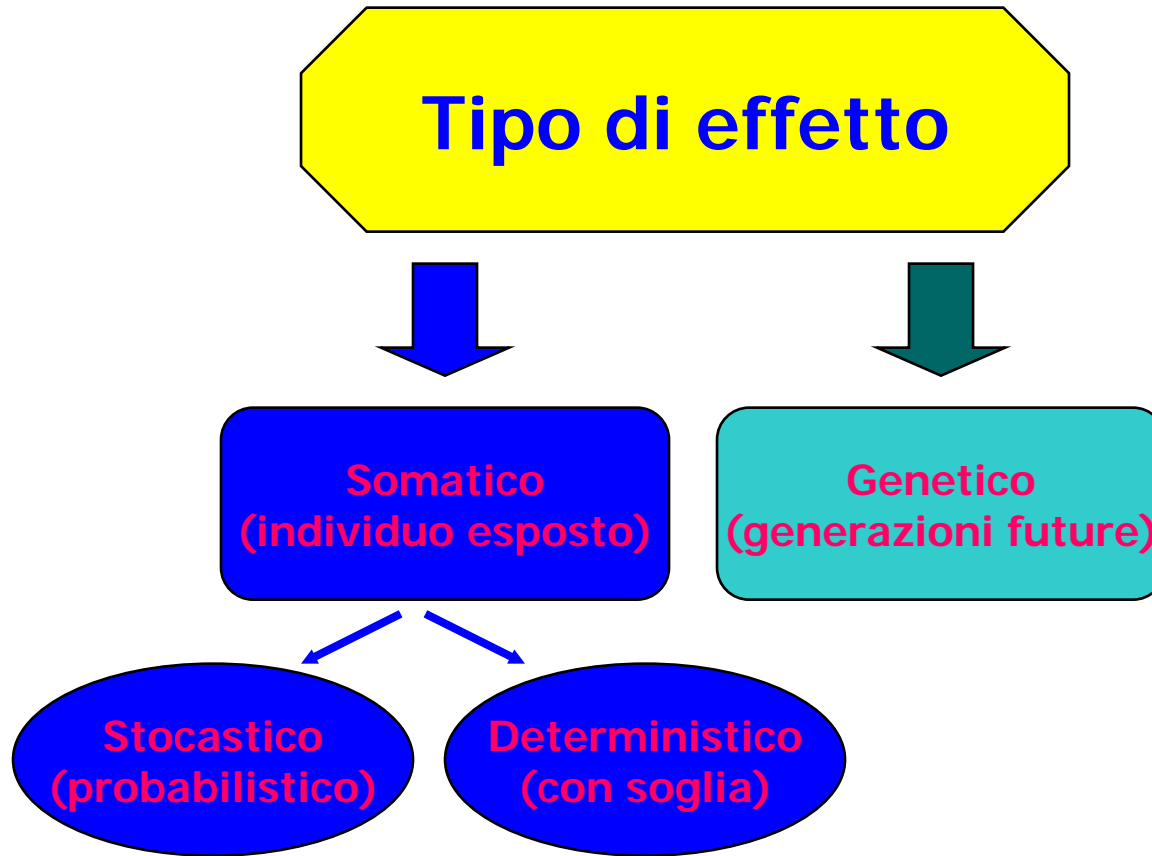 Tipo di effetto
Somatico
(individuo esposto)
Genetico
(generazioni future)
Stocastico
(probabilistico)
Deterministico
(con soglia)